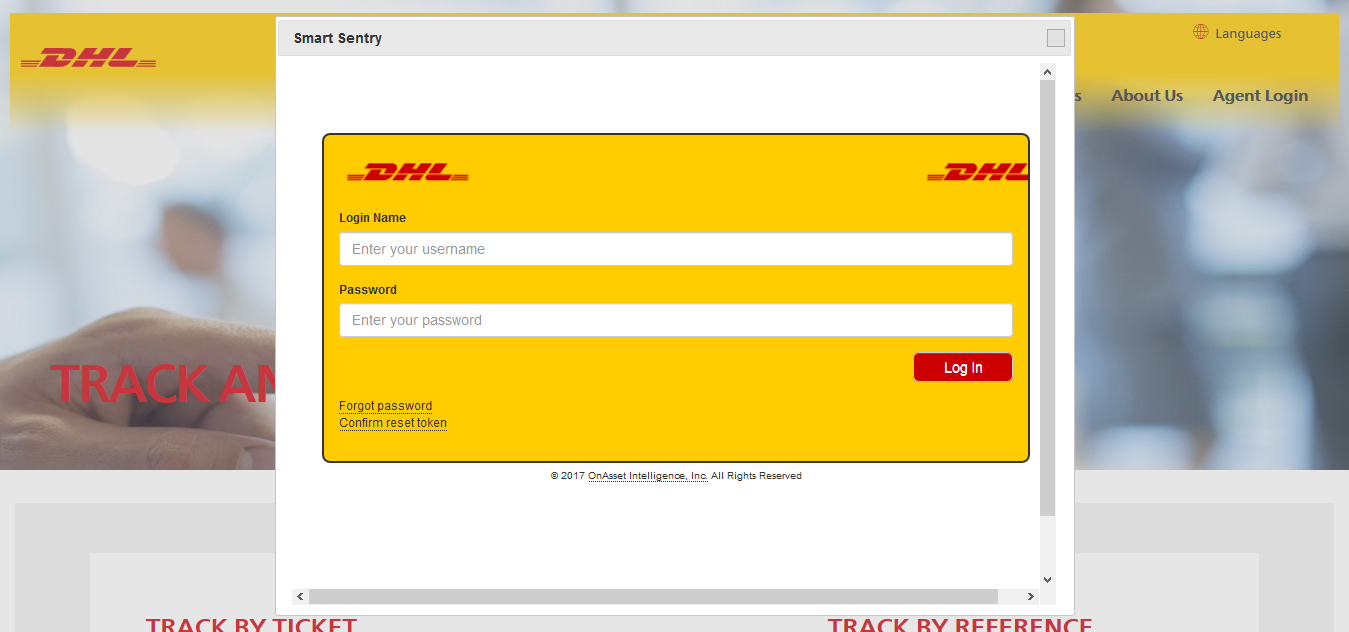 Smart Sentry
DHL
Languages
s About Us Agent Login
DHL DHL
Login Name
Enter your username
Password
Enter your password
Log In
Forgot password
Confirm reset token
TRACK AN
© 2017 OnAsset Intelligence, Inc. All Rights Reserved
TRACK BY TICKET
TRACK BY REFERENCE